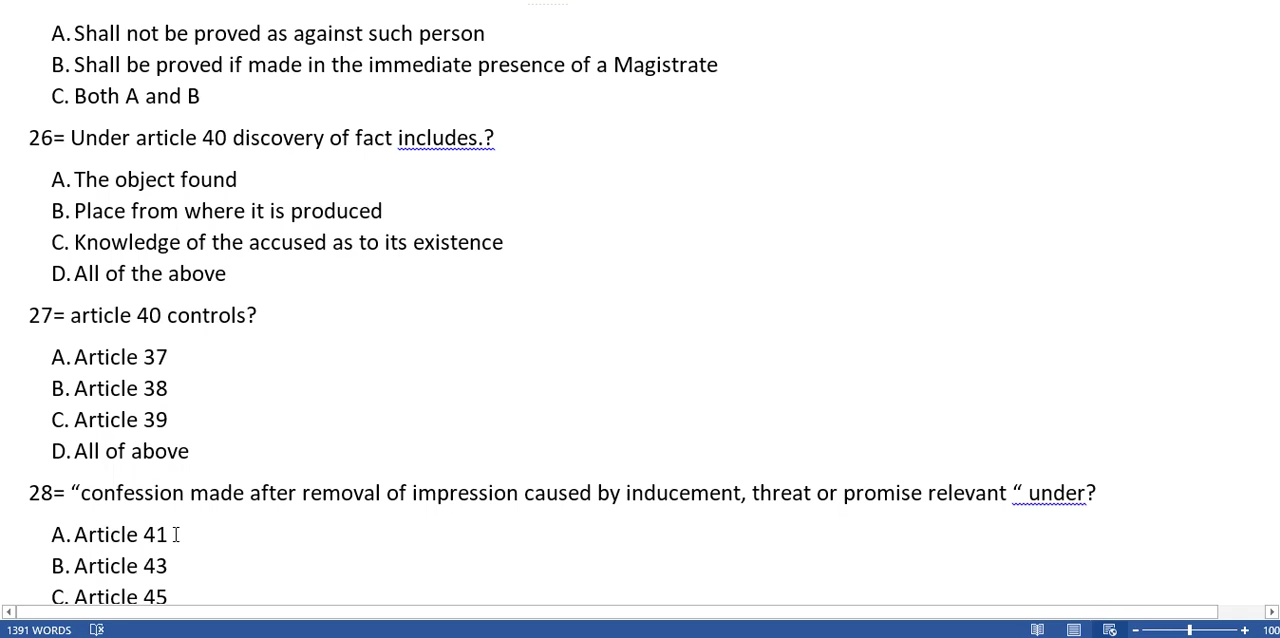 A. Shall not be proved as against such person
B. Shall be proved if made in the immediate presence of a Magistrate
C. Both A and B
26= Under article 40 discovery of fact includes.?
A. The object found
B. Place from where it is produced
C. Knowledge of the accused as to its existence
D. All of the above
27= article 40 controls?
A. Article 37
B. Article 38
C. Article 39
D. All of above
28= “confession made after removal of impression caused by inducement, threat or promise relevant “ under?
A. Article 41
B. Article 43
C. Article 45
1391 WORDS
100